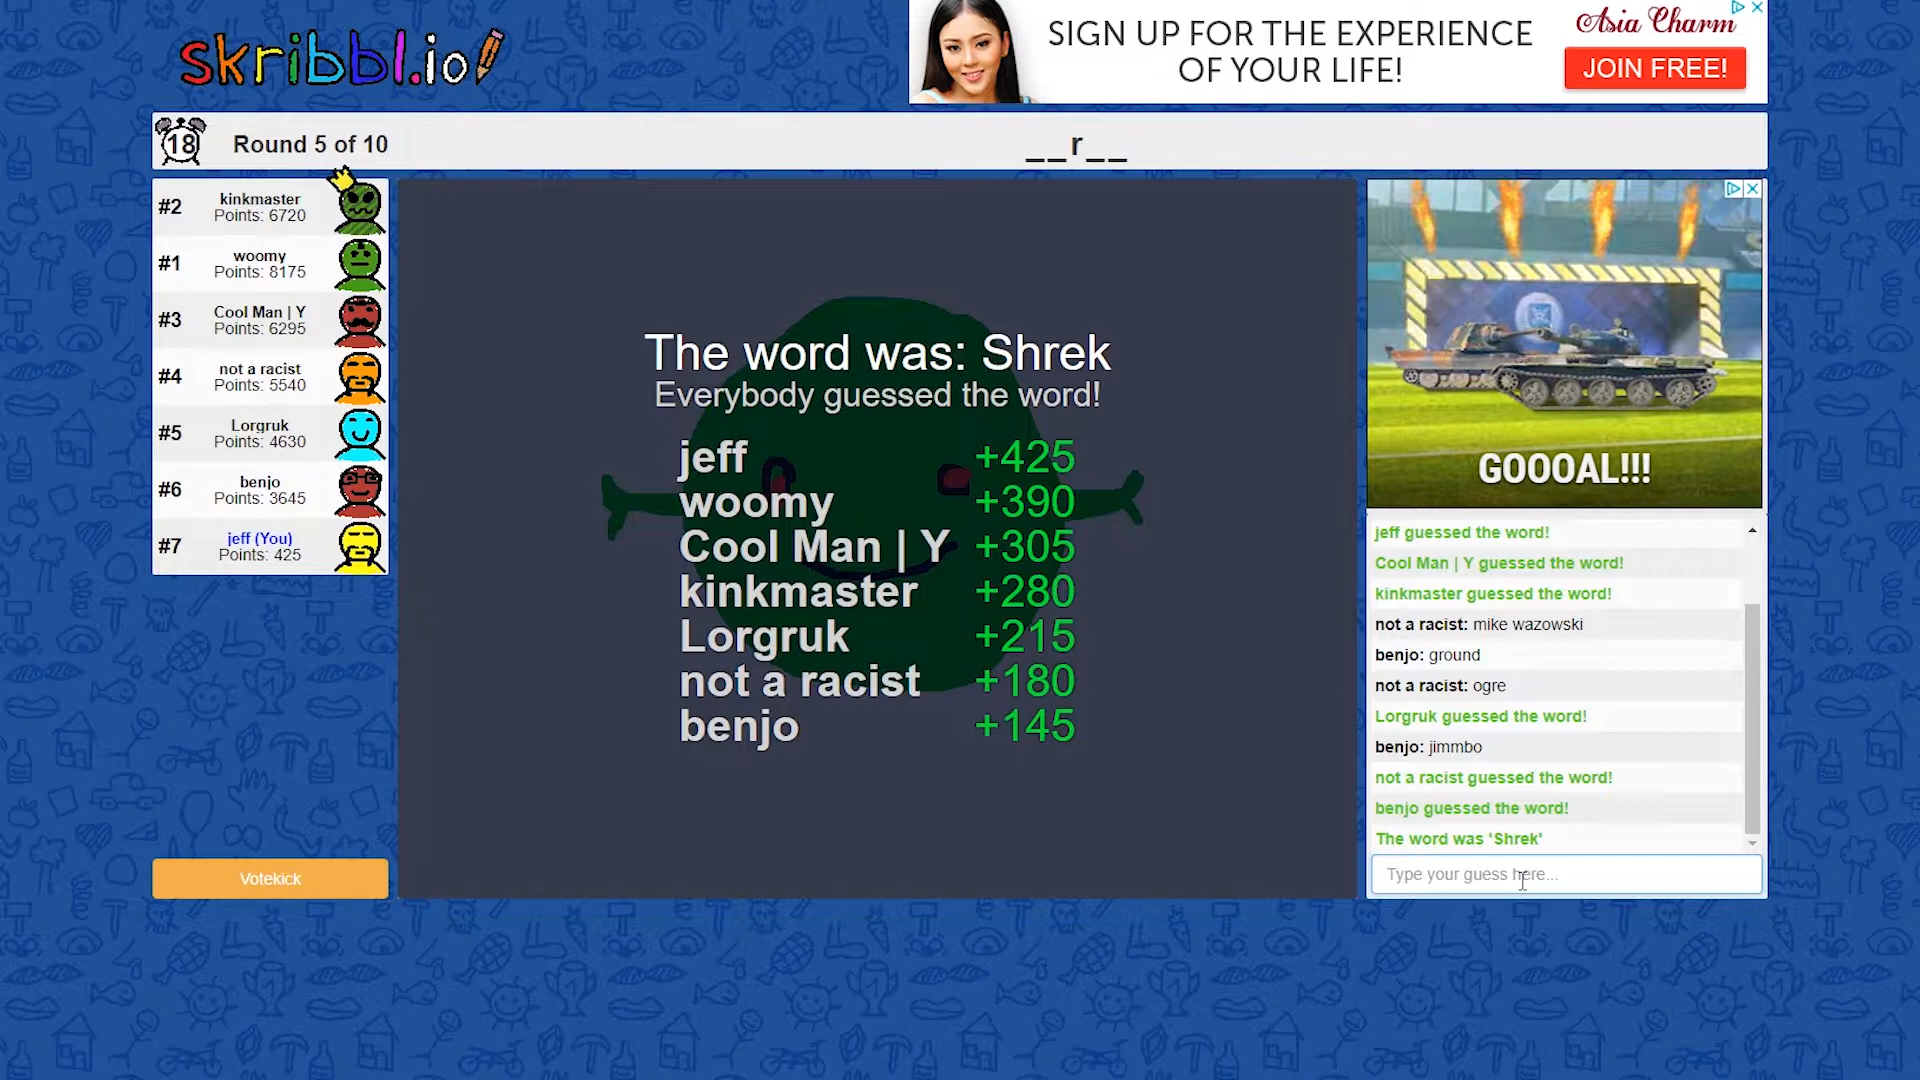 skribbl.io
SIGN UP FOR THE EXPERIENCE
OF YOUR LIFE!
Asia Charm
JOIN FREE!
18
Round 5 of 10
__r__
#2
kinkmaster
Points: 6720
#1
woomy
Points: 8175
#3
Cool Man | Y
Points: 6295
#4
not a racist
Points: 5540
#5
Lorgruk
Points: 4630
#6
benjo
Points: 3645
#7
jeff (You)
Points: 425
Votekick
The word was: Shrek
Everybody guessed the word!
jeff +425
woomy +390
Cool Man | Y +305
kinkmaster +280
Lorgruk +215
not a racist +180
benjo +145
GOOOAL!!!
jeff guessed the word!
Cool Man | Y guessed the word!
kinkmaster guessed the word!
not a racist: mike wazowski
benjo: ground
not a racist: ogre
Lorgruk guessed the word!
benjo: jimmbo
not a racist guessed the word!
benjo guessed the word!
The word was 'Shrek'
Type your guess here...